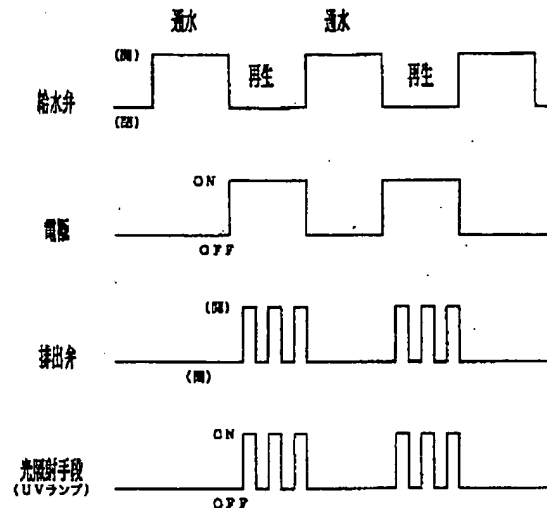 通水 通水
(開)
再生 再生
給水弁
(閉)
ON
電極
OFF
排出弁
ON
光照射手段
(UVランプ)
OFF